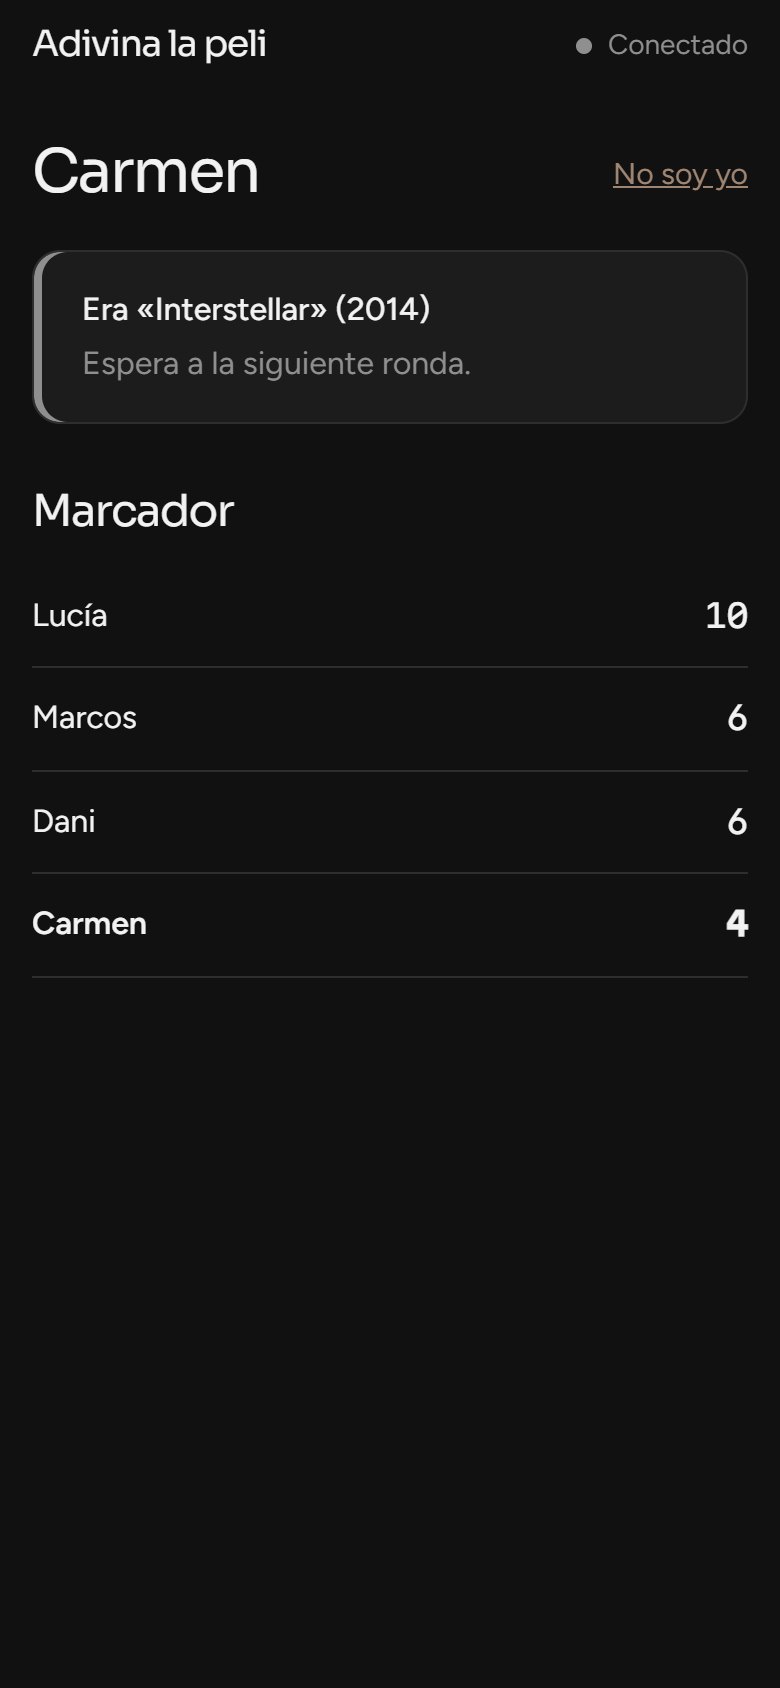 Adivina la peli
Conectado
Carmen
No soy yo
Era «Interstellar» (2014)
Espera a la siguiente ronda.
Marcador
Lucía 10
Marcos 6
Dani 6
Carmen 4